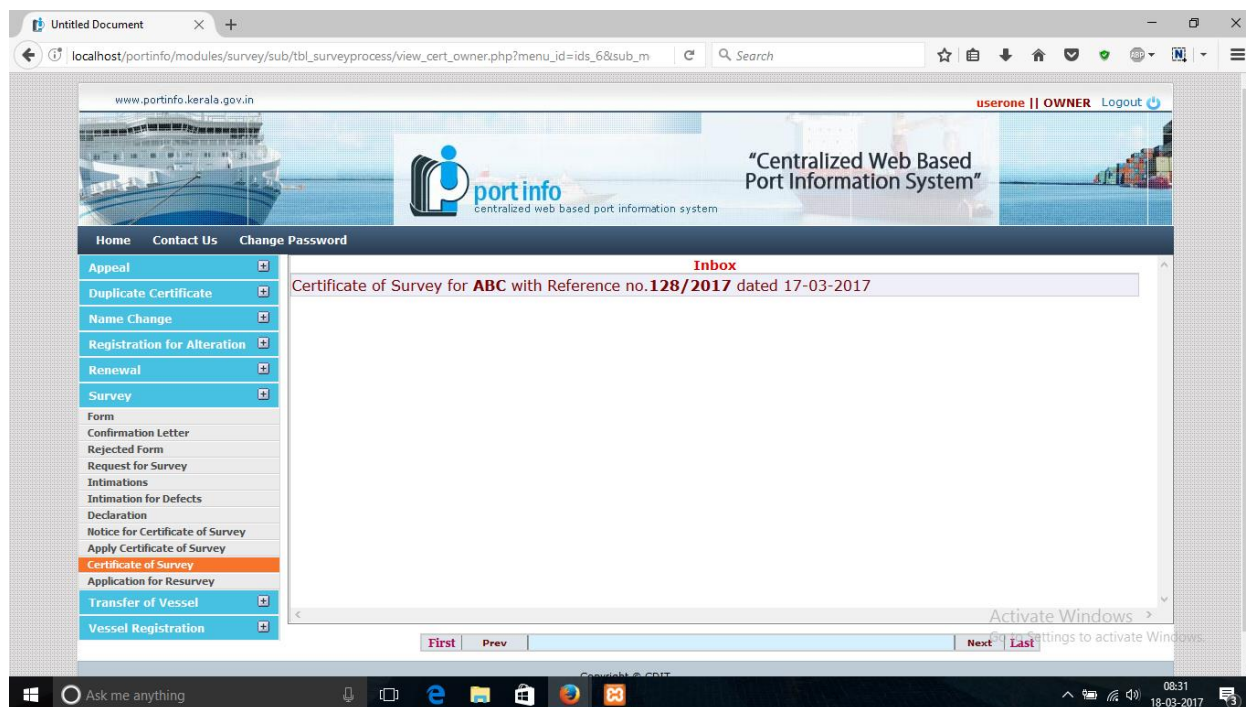 Untitled Document
localhost/portinfo/modules/survey/sub/tbl_surveyprocess/view_cert_owner.php?menu_id=ids_6&sub_m
Search
www.portinfo.kerala.gov.in
userone || OWNER Logout
port info
centralized web based port information system
“Centralized Web Based
Port Information System”
Home Contact Us Change Password
Appeal
Duplicate Certificate
Name Change
Registration for Alteration
Renewal
Survey
Form
Confirmation Letter
Rejected Form
Request for Survey
Intimations
Intimation for Defects
Declaration
Notice for Certificate of Survey
Apply Certificate of Survey
Certificate of Survey
Application for Resurvey
Transfer of Vessel
Vessel Registration
Inbox
Certificate of Survey for ABC with Reference no.128/2017 dated 17-03-2017
First Prev Next Last
Activate Windows
Go to Settings to activate Windows.
Copyright © CDIT
Ask me anything
08:31
18-03-2017
3